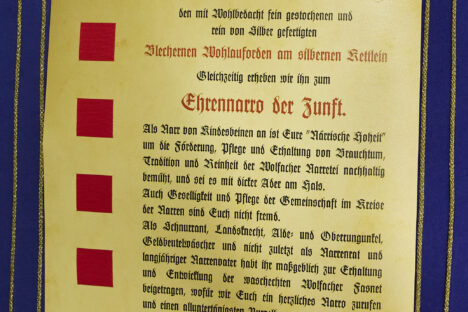 den mit Wohlbedacht fein gestochenen und
rein von Silber gefertigten
Blechernen Wohlauforden am silbernen Kettlein
Gleichzeitig erheben wir ihn zum
Ehrennarro der Zunft.
Als Narr von Kindesbeinen an ist Eure "Närrische Hoheit"
um die Förderung, Pflege und Erhaltung von Brauchtum,
Tradition und Reinheit der Wolfacher Narretei nachhaltig
bemüht, und sei es mit dicker Ader am Hals.
Auch Geselligkeit und Pflege der Gemeinschaft im Kreise
der Narren sind Euch nicht fremd.
Als Schnurrant, Landsknecht, Alde- und Oberrungunkel,
Geldbeutelwäscher und nicht zuletzt als Narrenrat und
langjähriger Narrenvater habt ihr maßgeblich zur Erhaltung
und Entwicklung der waschechten Wolfacher Fasnet
beigetragen, wofür wir Euch ein herzliches Narro zurufen
und einen alluntertänigsten